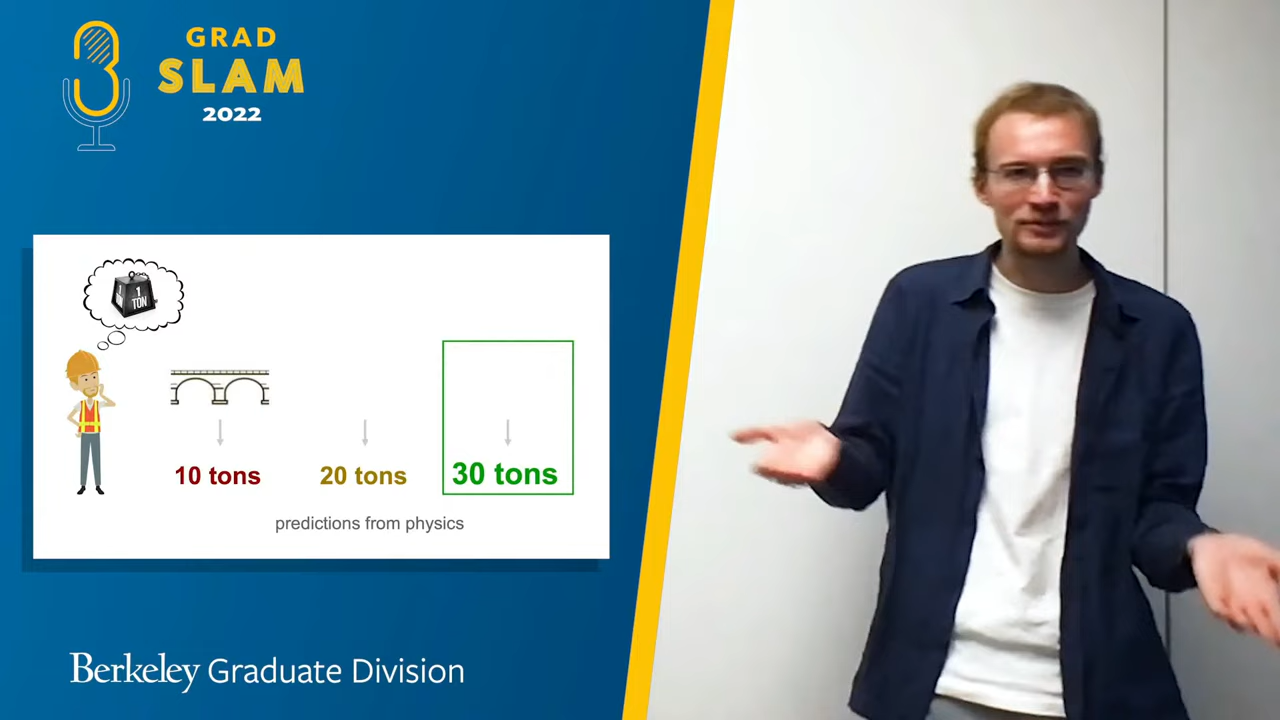 GRAD
SLAM
2022
1
TON
10 tons
20 tons
30 tons
predictions from physics
Berkeley Graduate Division